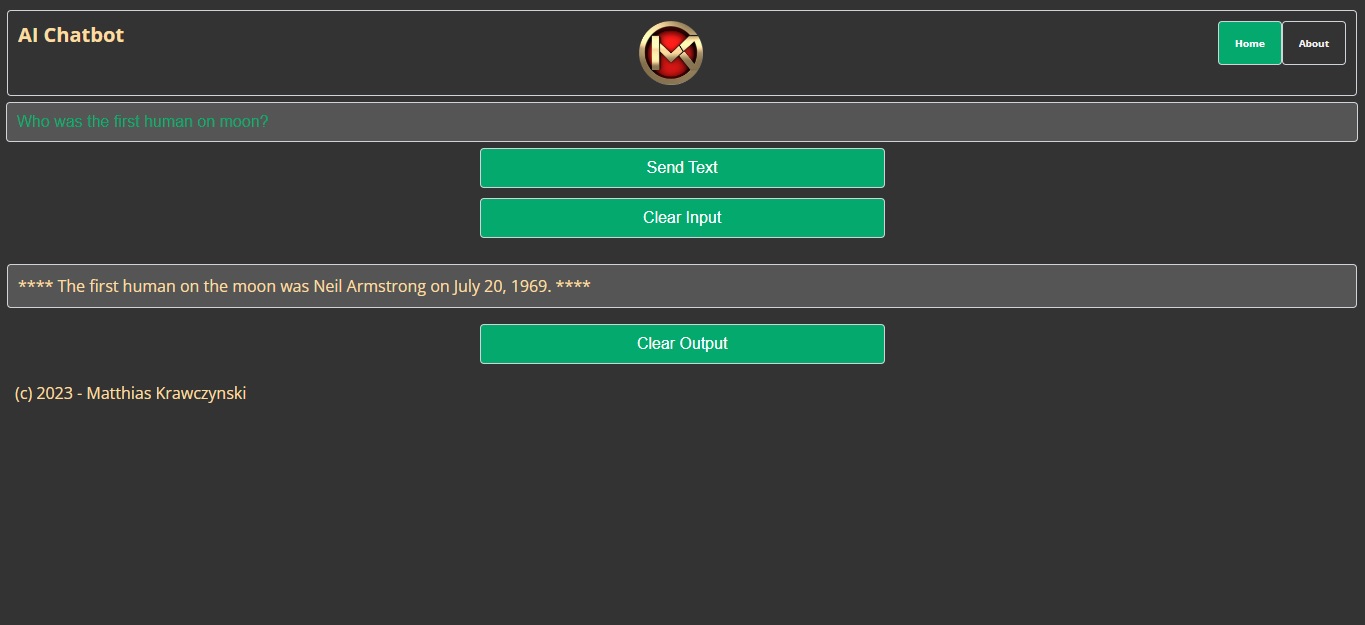 AI Chatbot
MK
Home
About
Who was the first human on moon?
Send Text
Clear Input
**** The first human on the moon was Neil Armstrong on July 20, 1969. ****
Clear Output
(c) 2023 - Matthias Krawczynski